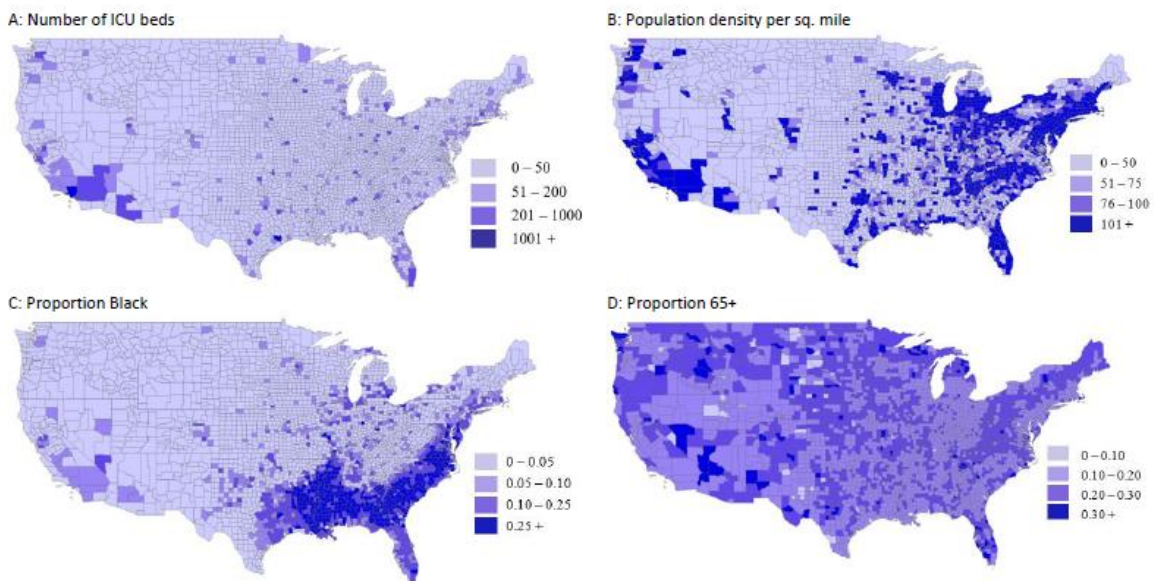 A: Number of ICU beds
B: Population density per sq. mile
0 – 50
51 – 200
201 – 1000
1001 +
0 – 50
51 – 75
76 – 100
101 +
C: Proportion Black
D: Proportion 65+
0 – 0.05
0.05 – 0.10
0.10 – 0.25
0.25 +
0 – 0.10
0.10 – 0.20
0.20 – 0.30
0.30 +